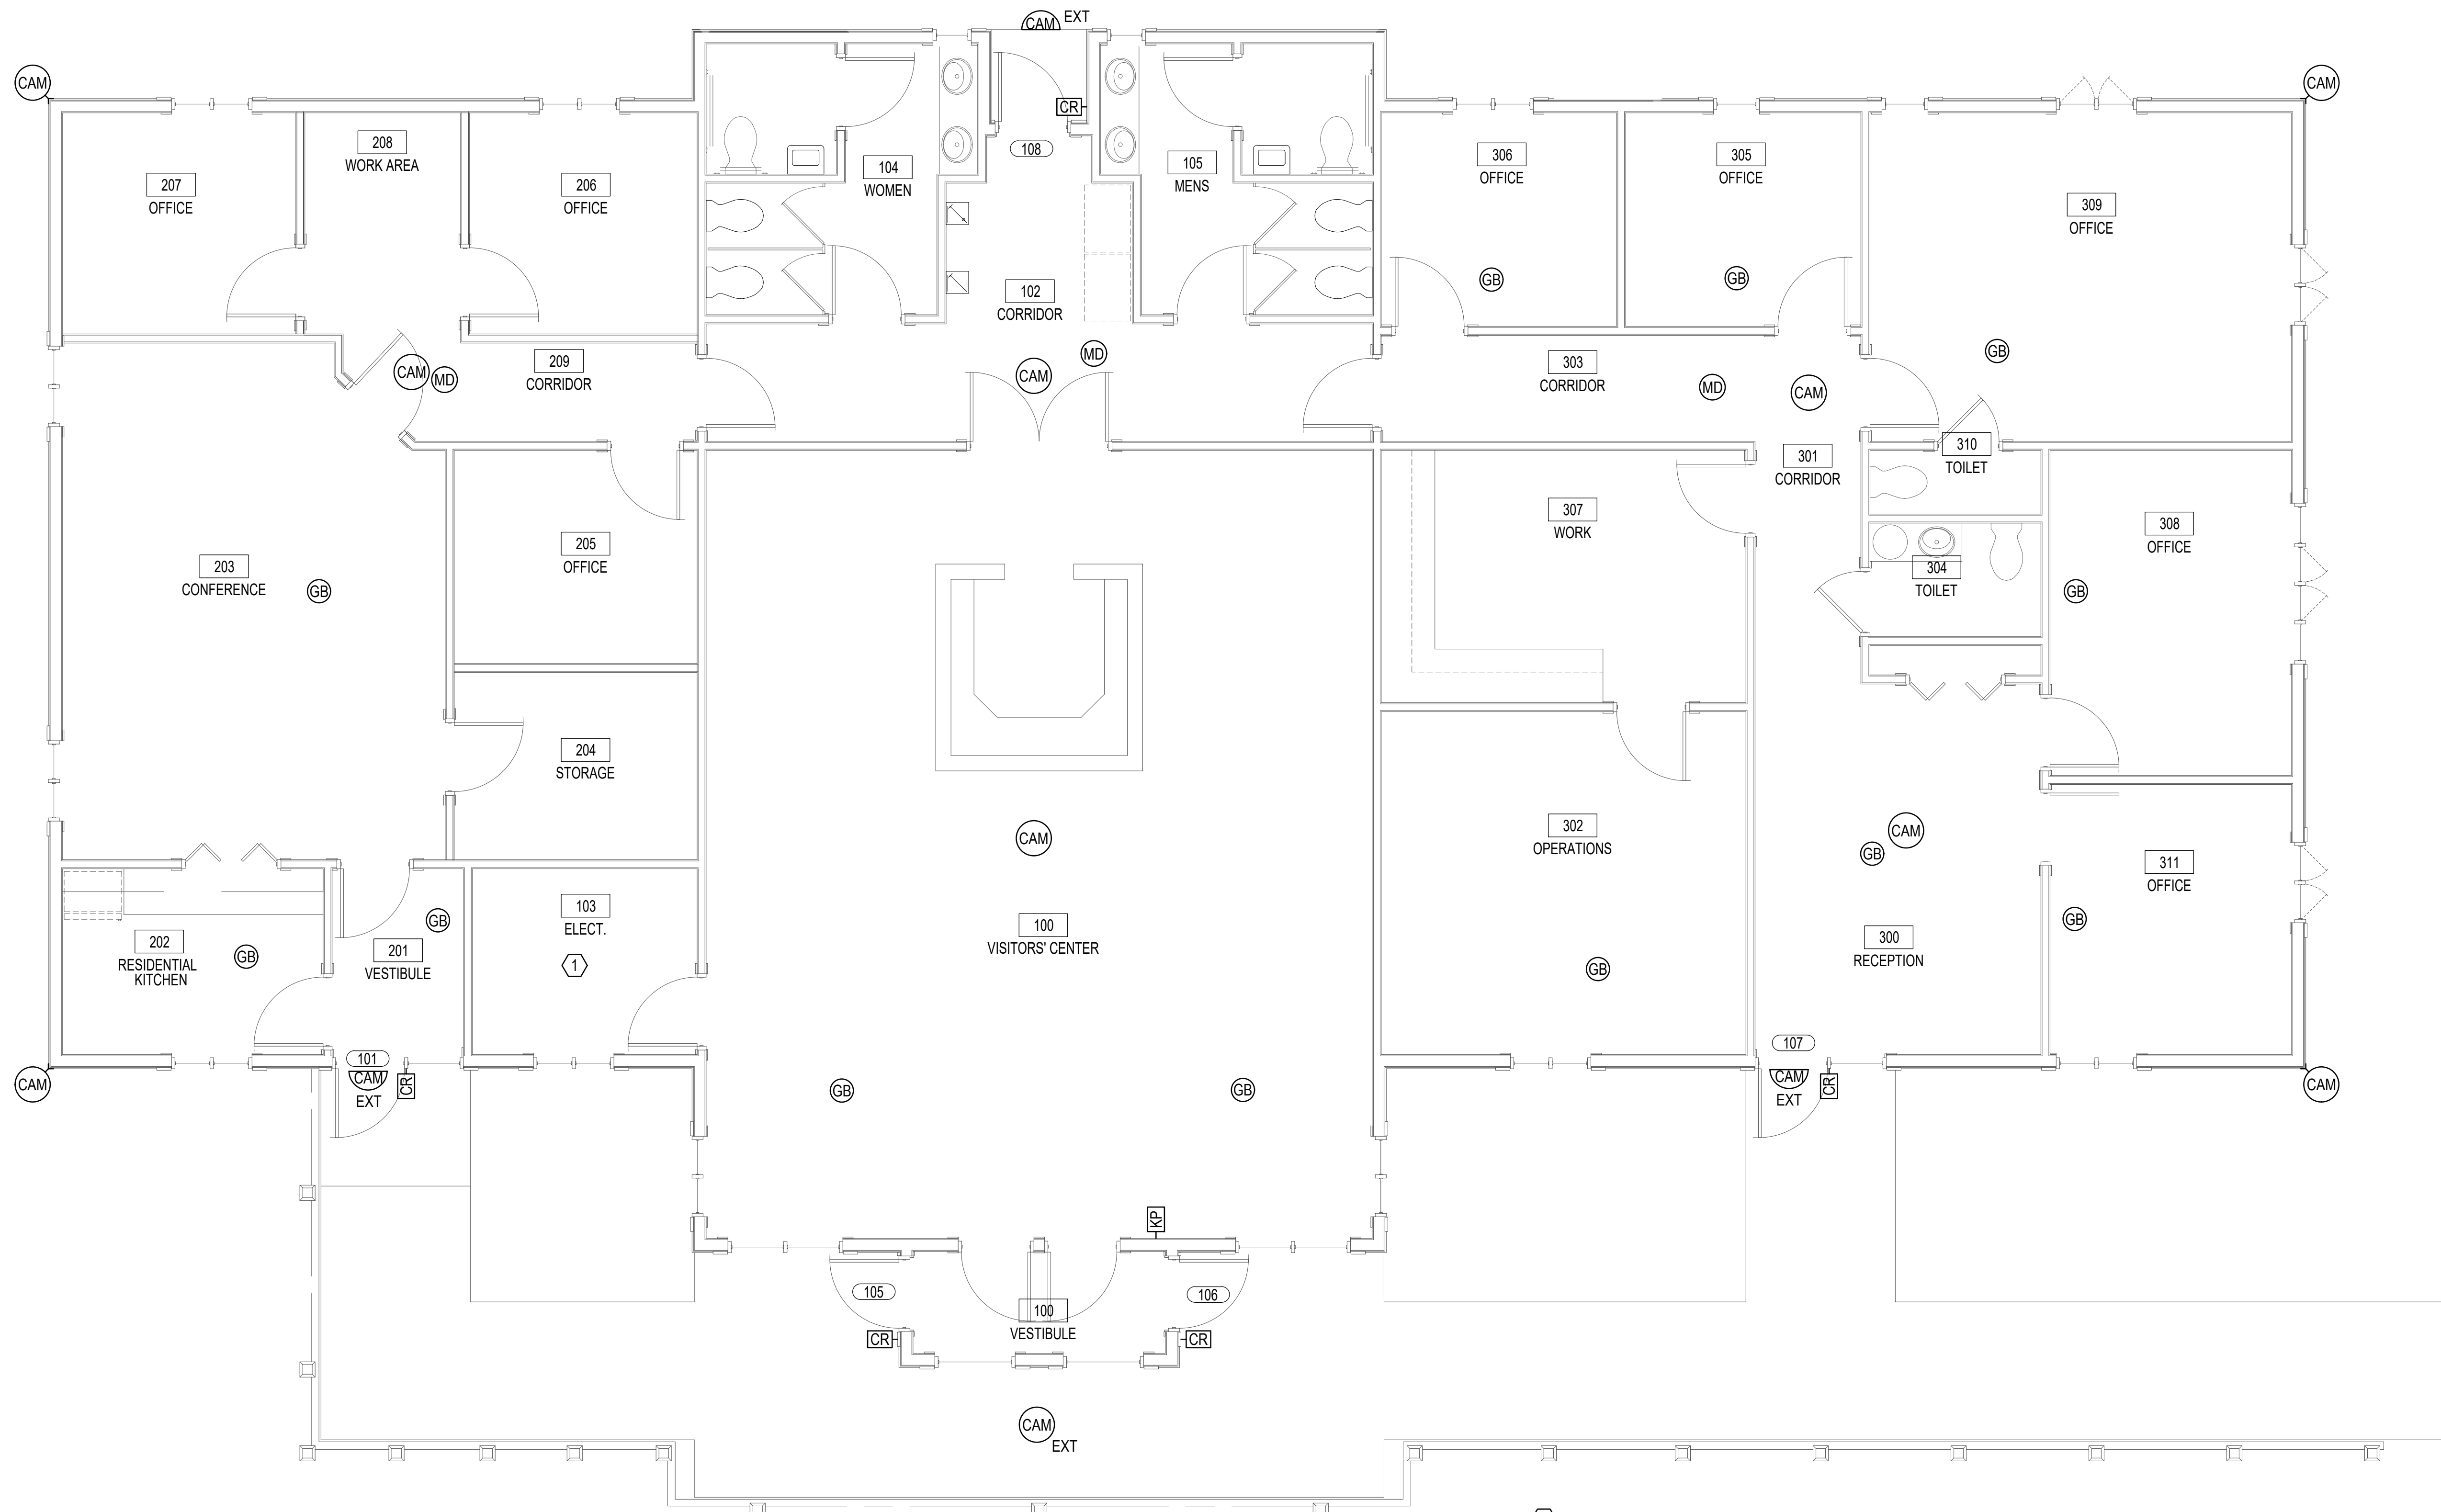 CAM EXT
CAM
CAM
CR
108
208
WORK AREA
104
WOMEN
105
MENS
306
OFFICE
305
OFFICE
207
OFFICE
206
OFFICE
309
OFFICE
GB
GB
102
CORRIDOR
GB
209
CORRIDOR
CAM
MD
CAM
MD
303
CORRIDOR
MD
CAM
310
TOILET
301
CORRIDOR
307
WORK
308
OFFICE
205
OFFICE
203
CONFERENCE
GB
304
TOILET
GB
204
STORAGE
302
OPERATIONS
CAM
CAM
GB
311
OFFICE
103
ELECT.
GB
GB
100
VISITORS' CENTER
300
RECEPTION
202
RESIDENTIAL
KITCHEN
GB
201
VESTIBULE
1
GB
101
CAM
EXT
CR
107
CAM
EXT
CR
CAM
CAM
GB
GB
KP
105
106
100
VESTIBULE
CR
CR
CAM
EXT